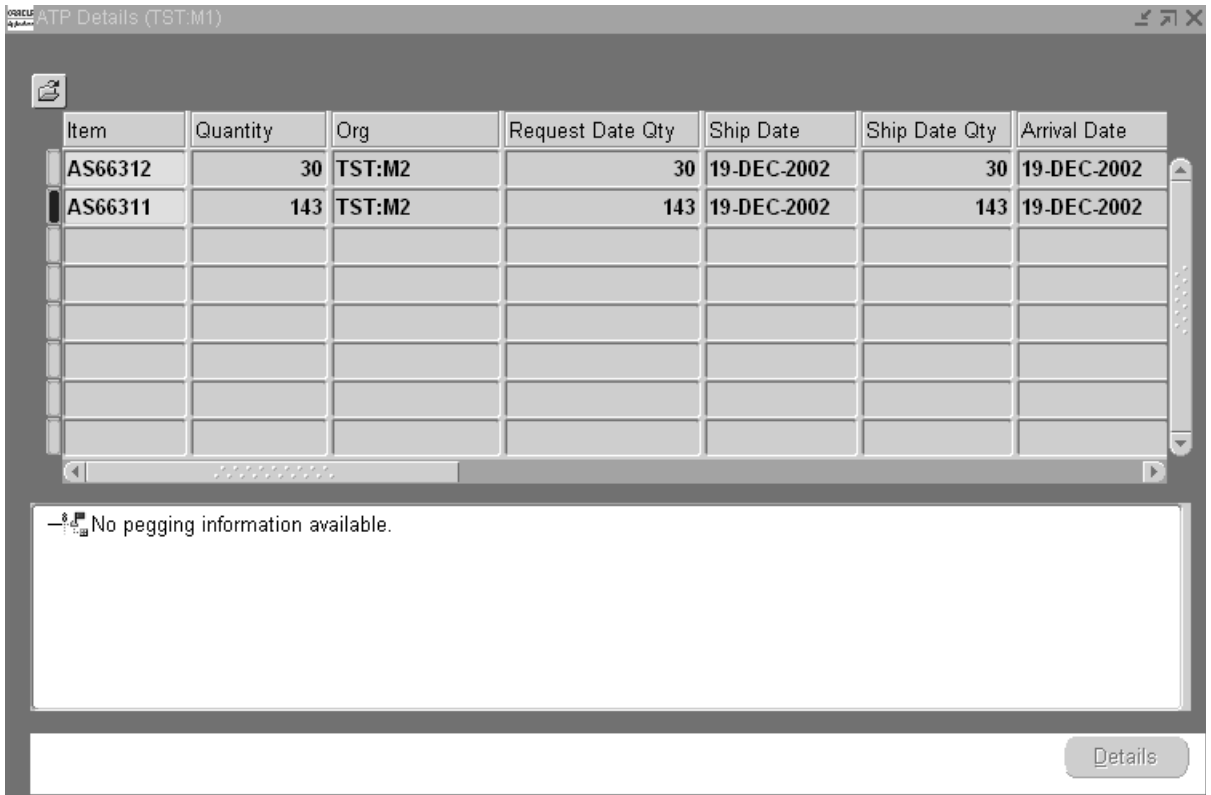 ORACLE
ATP Details (TST:M1)
Item Quantity Org Request Date Qty Ship Date Ship Date Qty Arrival Date
AS66312 30 TST:M2 30 19-DEC-2002 30 19-DEC-2002
AS66311 143 TST:M2 143 19-DEC-2002 143 19-DEC-2002
No pegging information available.
Details